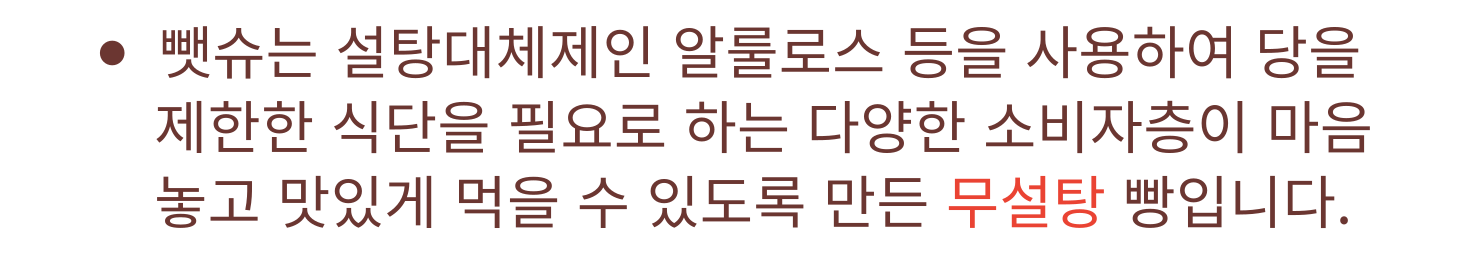 • 뺏슈는 설탕대체제인 알룰로스 등을 사용하여 당을
제한한 식단을 필요로 하는 다양한 소비자층이 마음
놓고 맛있게 먹을 수 있도록 만든 무설탕 빵입니다.